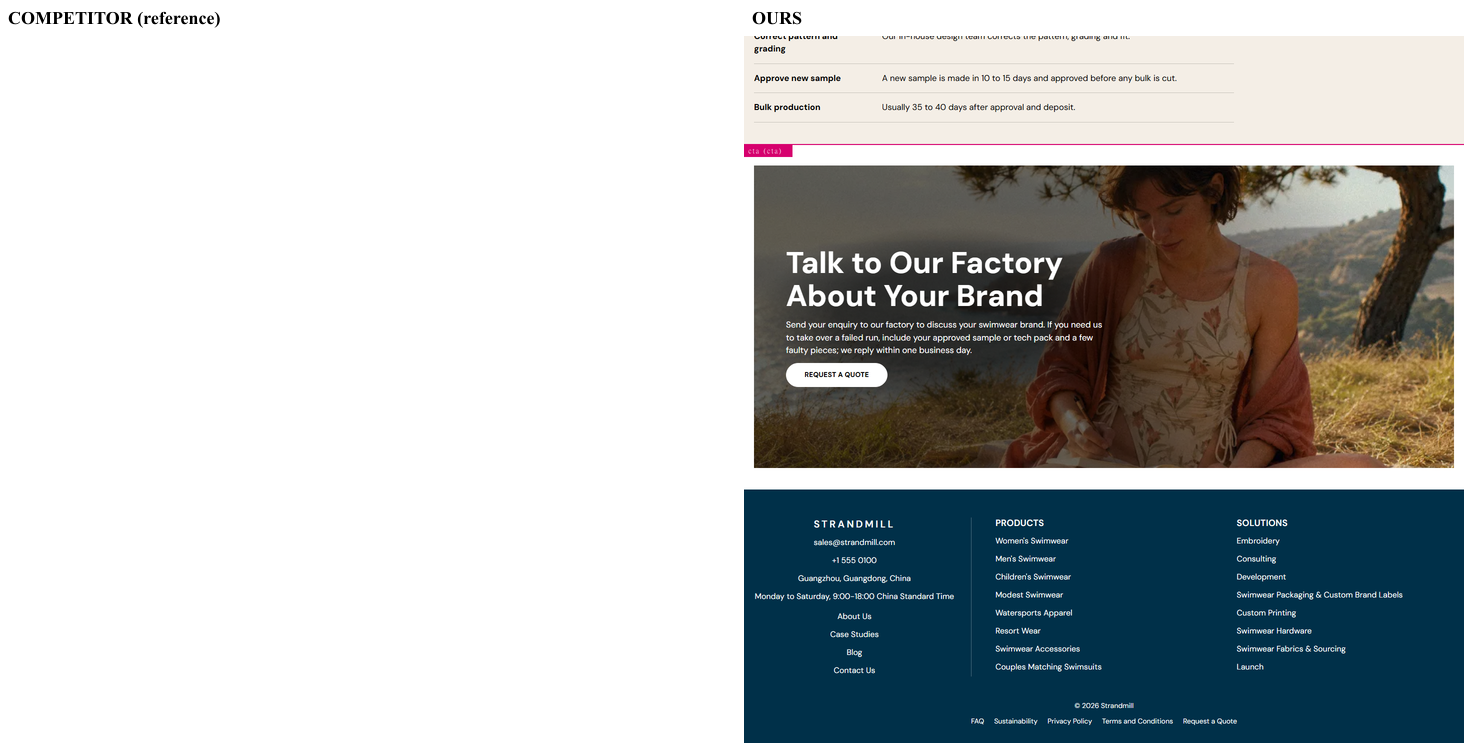 COMPETITOR (reference)
OURS
Correct pattern and grading
Our in-house design team corrects the pattern, grading and fit.
Approve new sample
A new sample is made in 10 to 15 days and approved before any bulk is cut.
Bulk production
Usually 35 to 40 days after approval and deposit.
cta (cta)
Talk to Our Factory
About Your Brand
Send your enquiry to our factory to discuss your swimwear brand. If you need us
to take over a failed run, include your approved sample or tech pack and a few
faulty pieces; we reply within one business day.
REQUEST A QUOTE
STRANDMILL
sales@strandmill.com
+1 555 0100
Guangzhou, Guangdong, China
Monday to Saturday, 9:00–18:00 China Standard Time
About Us
Case Studies
Blog
Contact Us
PRODUCTS
Women's Swimwear
Men's Swimwear
Children's Swimwear
Modest Swimwear
Watersports Apparel
Resort Wear
Swimwear Accessories
Couples Matching Swimsuits
SOLUTIONS
Embroidery
Consulting
Development
Swimwear Packaging & Custom Brand Labels
Custom Printing
Swimwear Hardware
Swimwear Fabrics & Sourcing
Launch
© 2026 Strandmill
FAQ Sustainability Privacy Policy Terms and Conditions Request a Quote